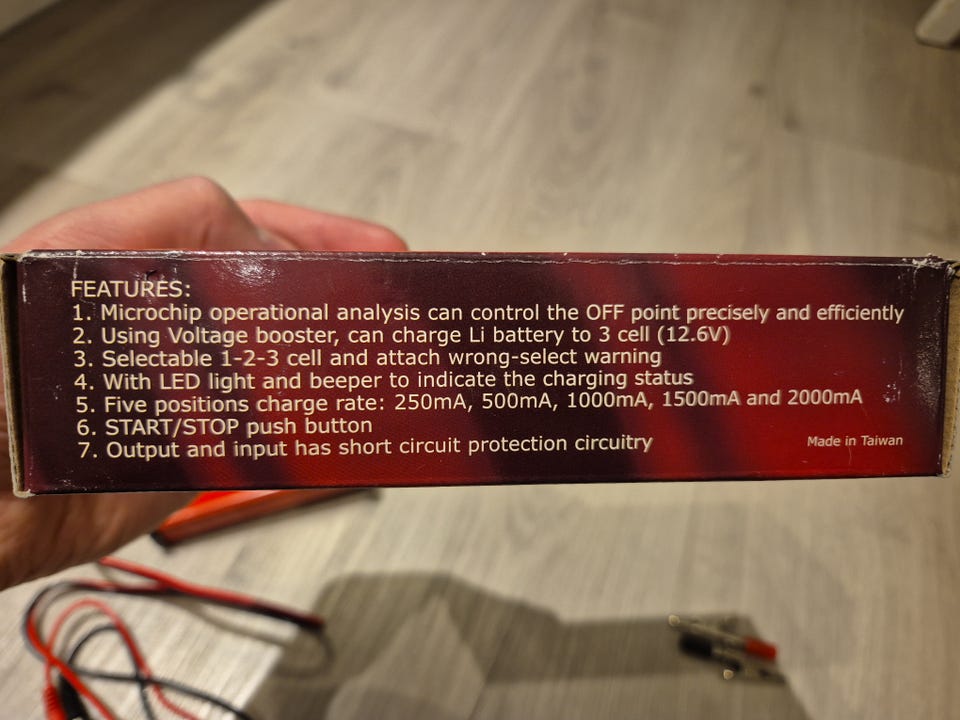 FEATURES:
1. Microchip operational analysis can control the OFF point precisely and efficiently
2. Using Voltage booster, can charge Li battery to 3 cell (12.6V)
3. Selectable 1-2-3 cell and attach wrong-select warning
4. With LED light and beeper to indicate the charging status
5. Five positions charge rate: 250mA, 500mA, 1000mA, 1500mA and 2000mA
6. START/STOP push button
7. Output and input has short circuit protection circuitry
Made in Taiwan